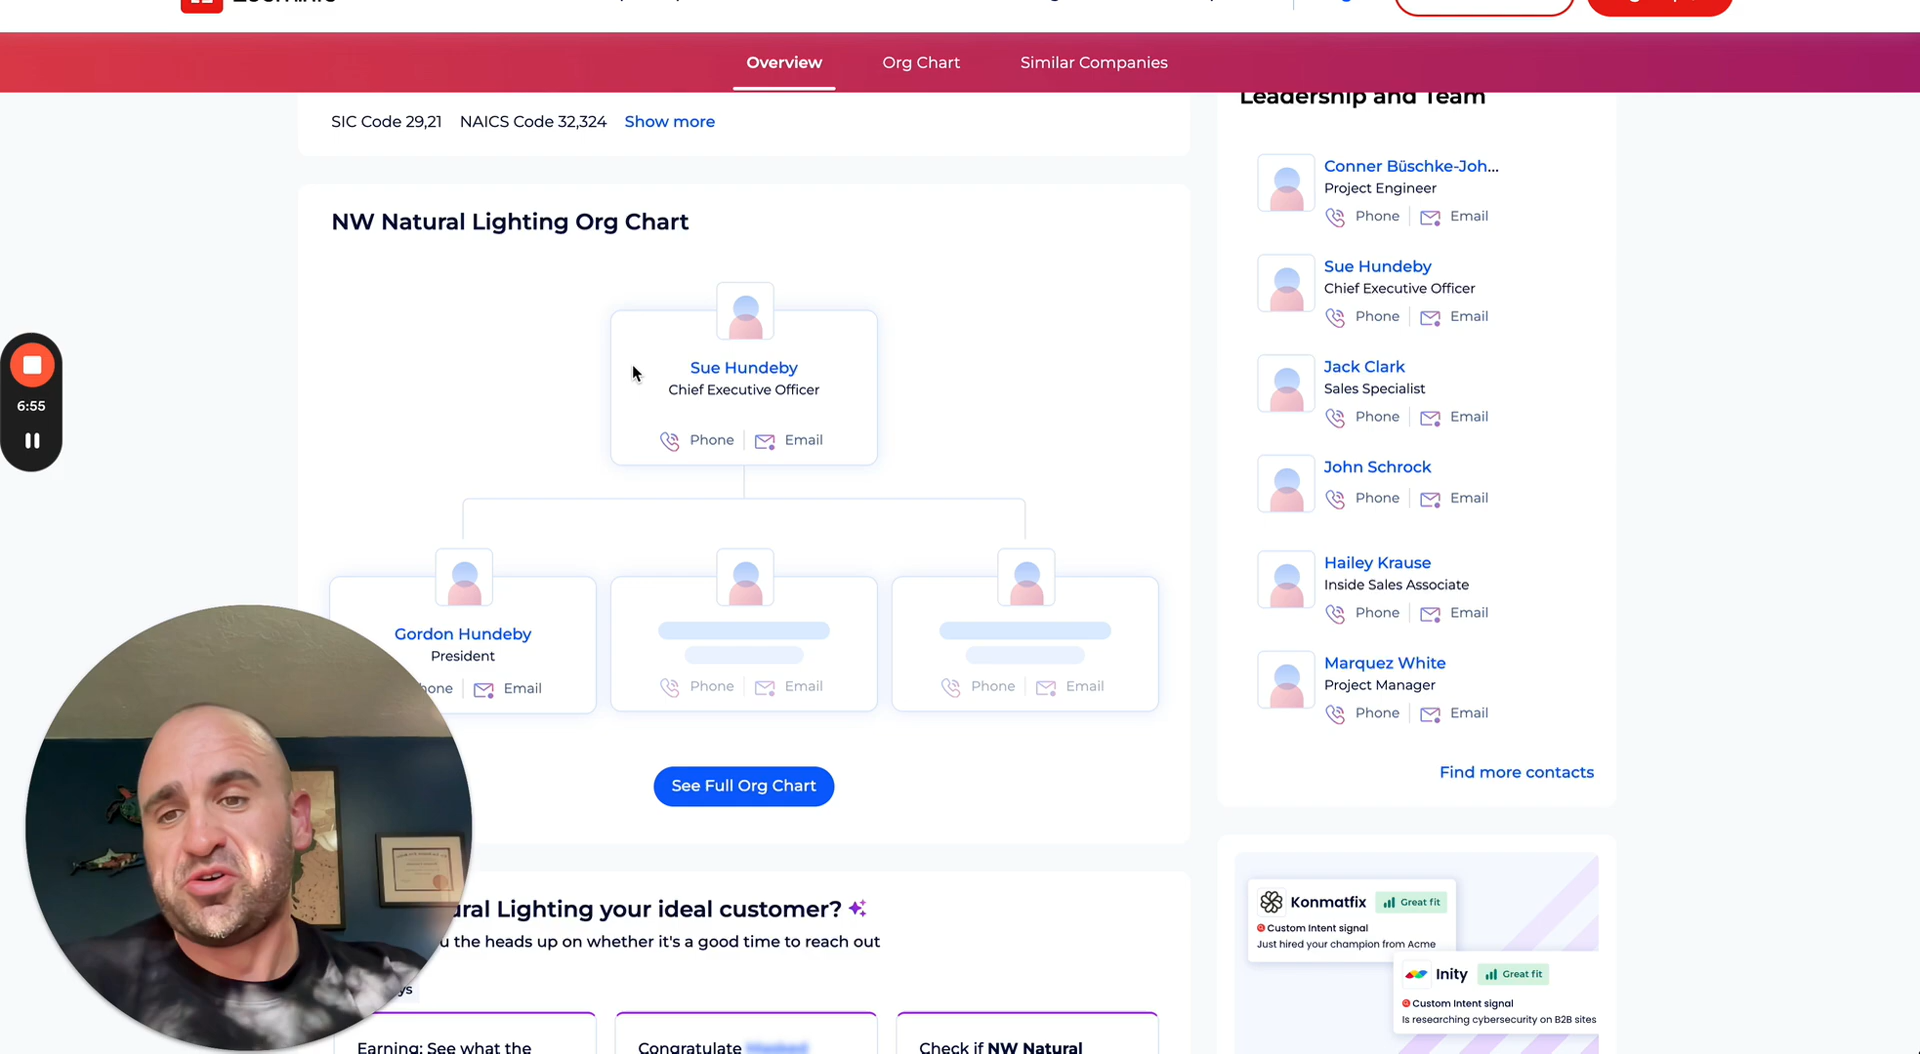 Overview
Org Chart
Similar Companies
SIC Code 29,21 NAICS Code 32,324 Show more
NW Natural Lighting Org Chart
Sue Hundeby
Chief Executive Officer
Phone
Email
Gordon Hundeby
President
hone
Email
Phone
Email
Phone
Email
See Full Org Chart
ural Lighting your ideal customer?
u the heads up on whether it's a good time to reach out
ys
Earning: See what the
Congratulate
Check if NW Natural
Leadership and Team
Conner Büschke-Joh...
Project Engineer
Phone
Email
Sue Hundeby
Chief Executive Officer
Phone
Email
Jack Clark
Sales Specialist
Phone
Email
John Schrock
Phone
Email
Hailey Krause
Inside Sales Associate
Phone
Email
Marquez White
Project Manager
Phone
Email
Find more contacts
Konmatfix
Great fit
Custom Intent signal
Just hired your champion from Acme
Inity
Great fit
Custom Intent signal
Is researching cybersecurity on B2B sites
6:55